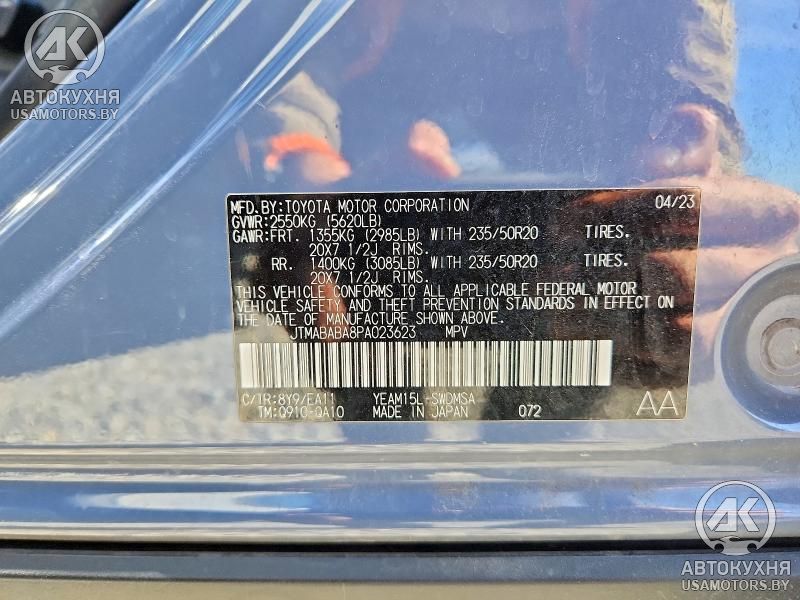 AK
АВТОКУХНЯ
USAMOTORS.BY
MFD.BY:TOYOTA MOTOR CORPORATION 04/23
GVWR:2550KG (5620LB)
GAWR:FRT. 1355KG (2985LB) WITH 235/50R20 TIRES.
20X7 1/2J RIMS.
RR. 1400KG (3085LB) WITH 235/50R20 TIRES.
20X7 1/2J RIMS.
THIS VEHICLE CONFORMS TO ALL APPLICABLE FEDERAL MOTOR
VEHICLE SAFETY AND THEFT PREVENTION STANDARDS IN EFFECT ON
THE DATE OF MANUFACTURE SHOWN ABOVE.
JTMABABA8PA023623 MPV
C/TR:8Y9/EA11 YEAM15L-SWDMSA
TM:Q910-QA10 MADE IN JAPAN 072 AA
AK
АВТОКУХНЯ
USAMOTORS.BY